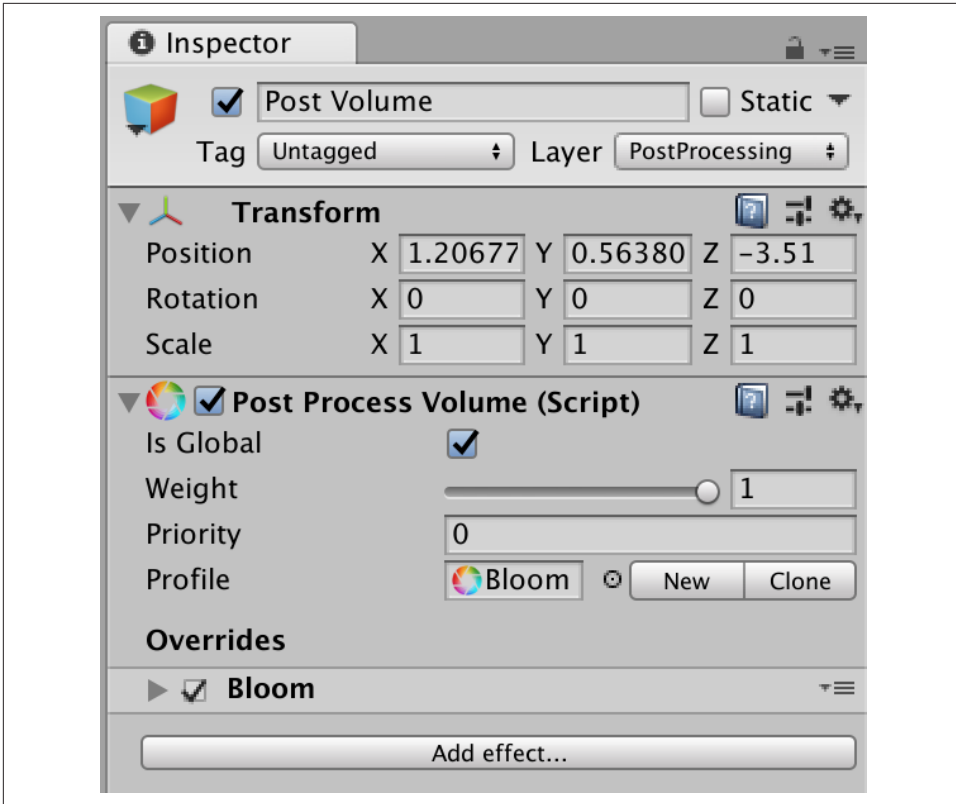 Inspector
Post Volume Static
Tag Untagged Layer PostProcessing
Transform
Position X 1.20677 Y 0.56380 Z -3.51
Rotation X 0 Y 0 Z 0
Scale X 1 Y 1 Z 1
Post Process Volume (Script)
Is Global
Weight 1
Priority 0
Profile Bloom New Clone
Overrides
Bloom
Add effect...